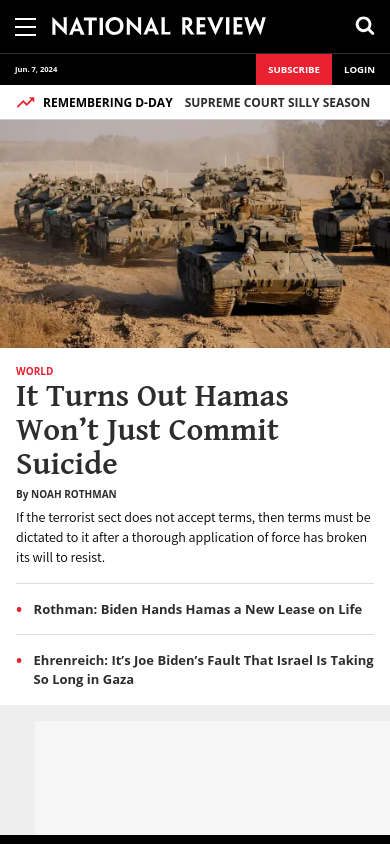 NATIONAL REVIEW
Jun. 7, 2024
SUBSCRIBE
LOGIN
REMEMBERING D-DAY
SUPREME COURT SILLY SEASON
WORLD
It Turns Out Hamas
Won’t Just Commit
Suicide
By NOAH ROTHMAN
If the terrorist sect does not accept terms, then terms must be
dictated to it after a thorough application of force has broken
its will to resist.
• Rothman: Biden Hands Hamas a New Lease on Life
• Ehrenreich: It’s Joe Biden’s Fault That Israel Is Taking
So Long in Gaza